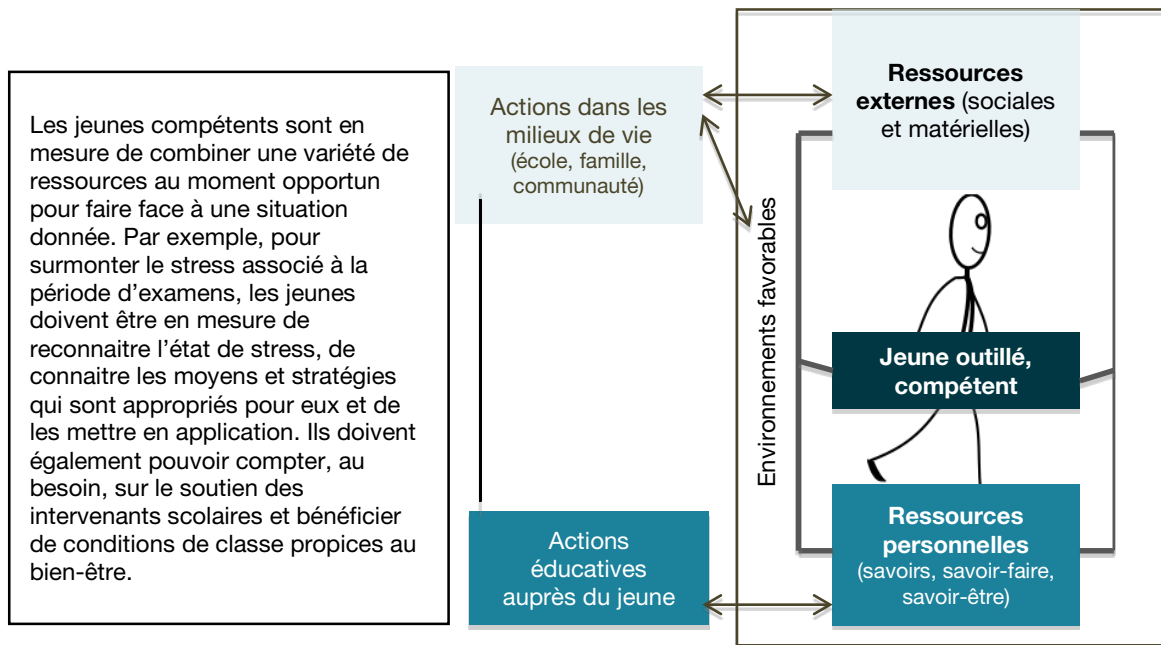 Les jeunes compétents sont en
mesure de combiner une variété de
ressources au moment opportun
pour faire face à une situation
donnée. Par exemple, pour
surmonter le stress associé à la
période d’examens, les jeunes
doivent être en mesure de
reconnaitre l’état de stress, de
connaitre les moyens et stratégies
qui sont appropriés pour eux et de
les mettre en application. Ils doivent
également pouvoir compter, au
besoin, sur le soutien des
intervenants scolaires et bénéficier
de conditions de classe propices au
bien-être.
Actions dans les
milieux de vie
(école, famille,
communauté)
Actions
éducatives
auprès du jeune
Environnements favorables
Ressources
externes (sociales
et matérielles)
Jeune outillé,
compétent
Ressources
personnelles
(savoirs, savoir-faire,
savoir-être)